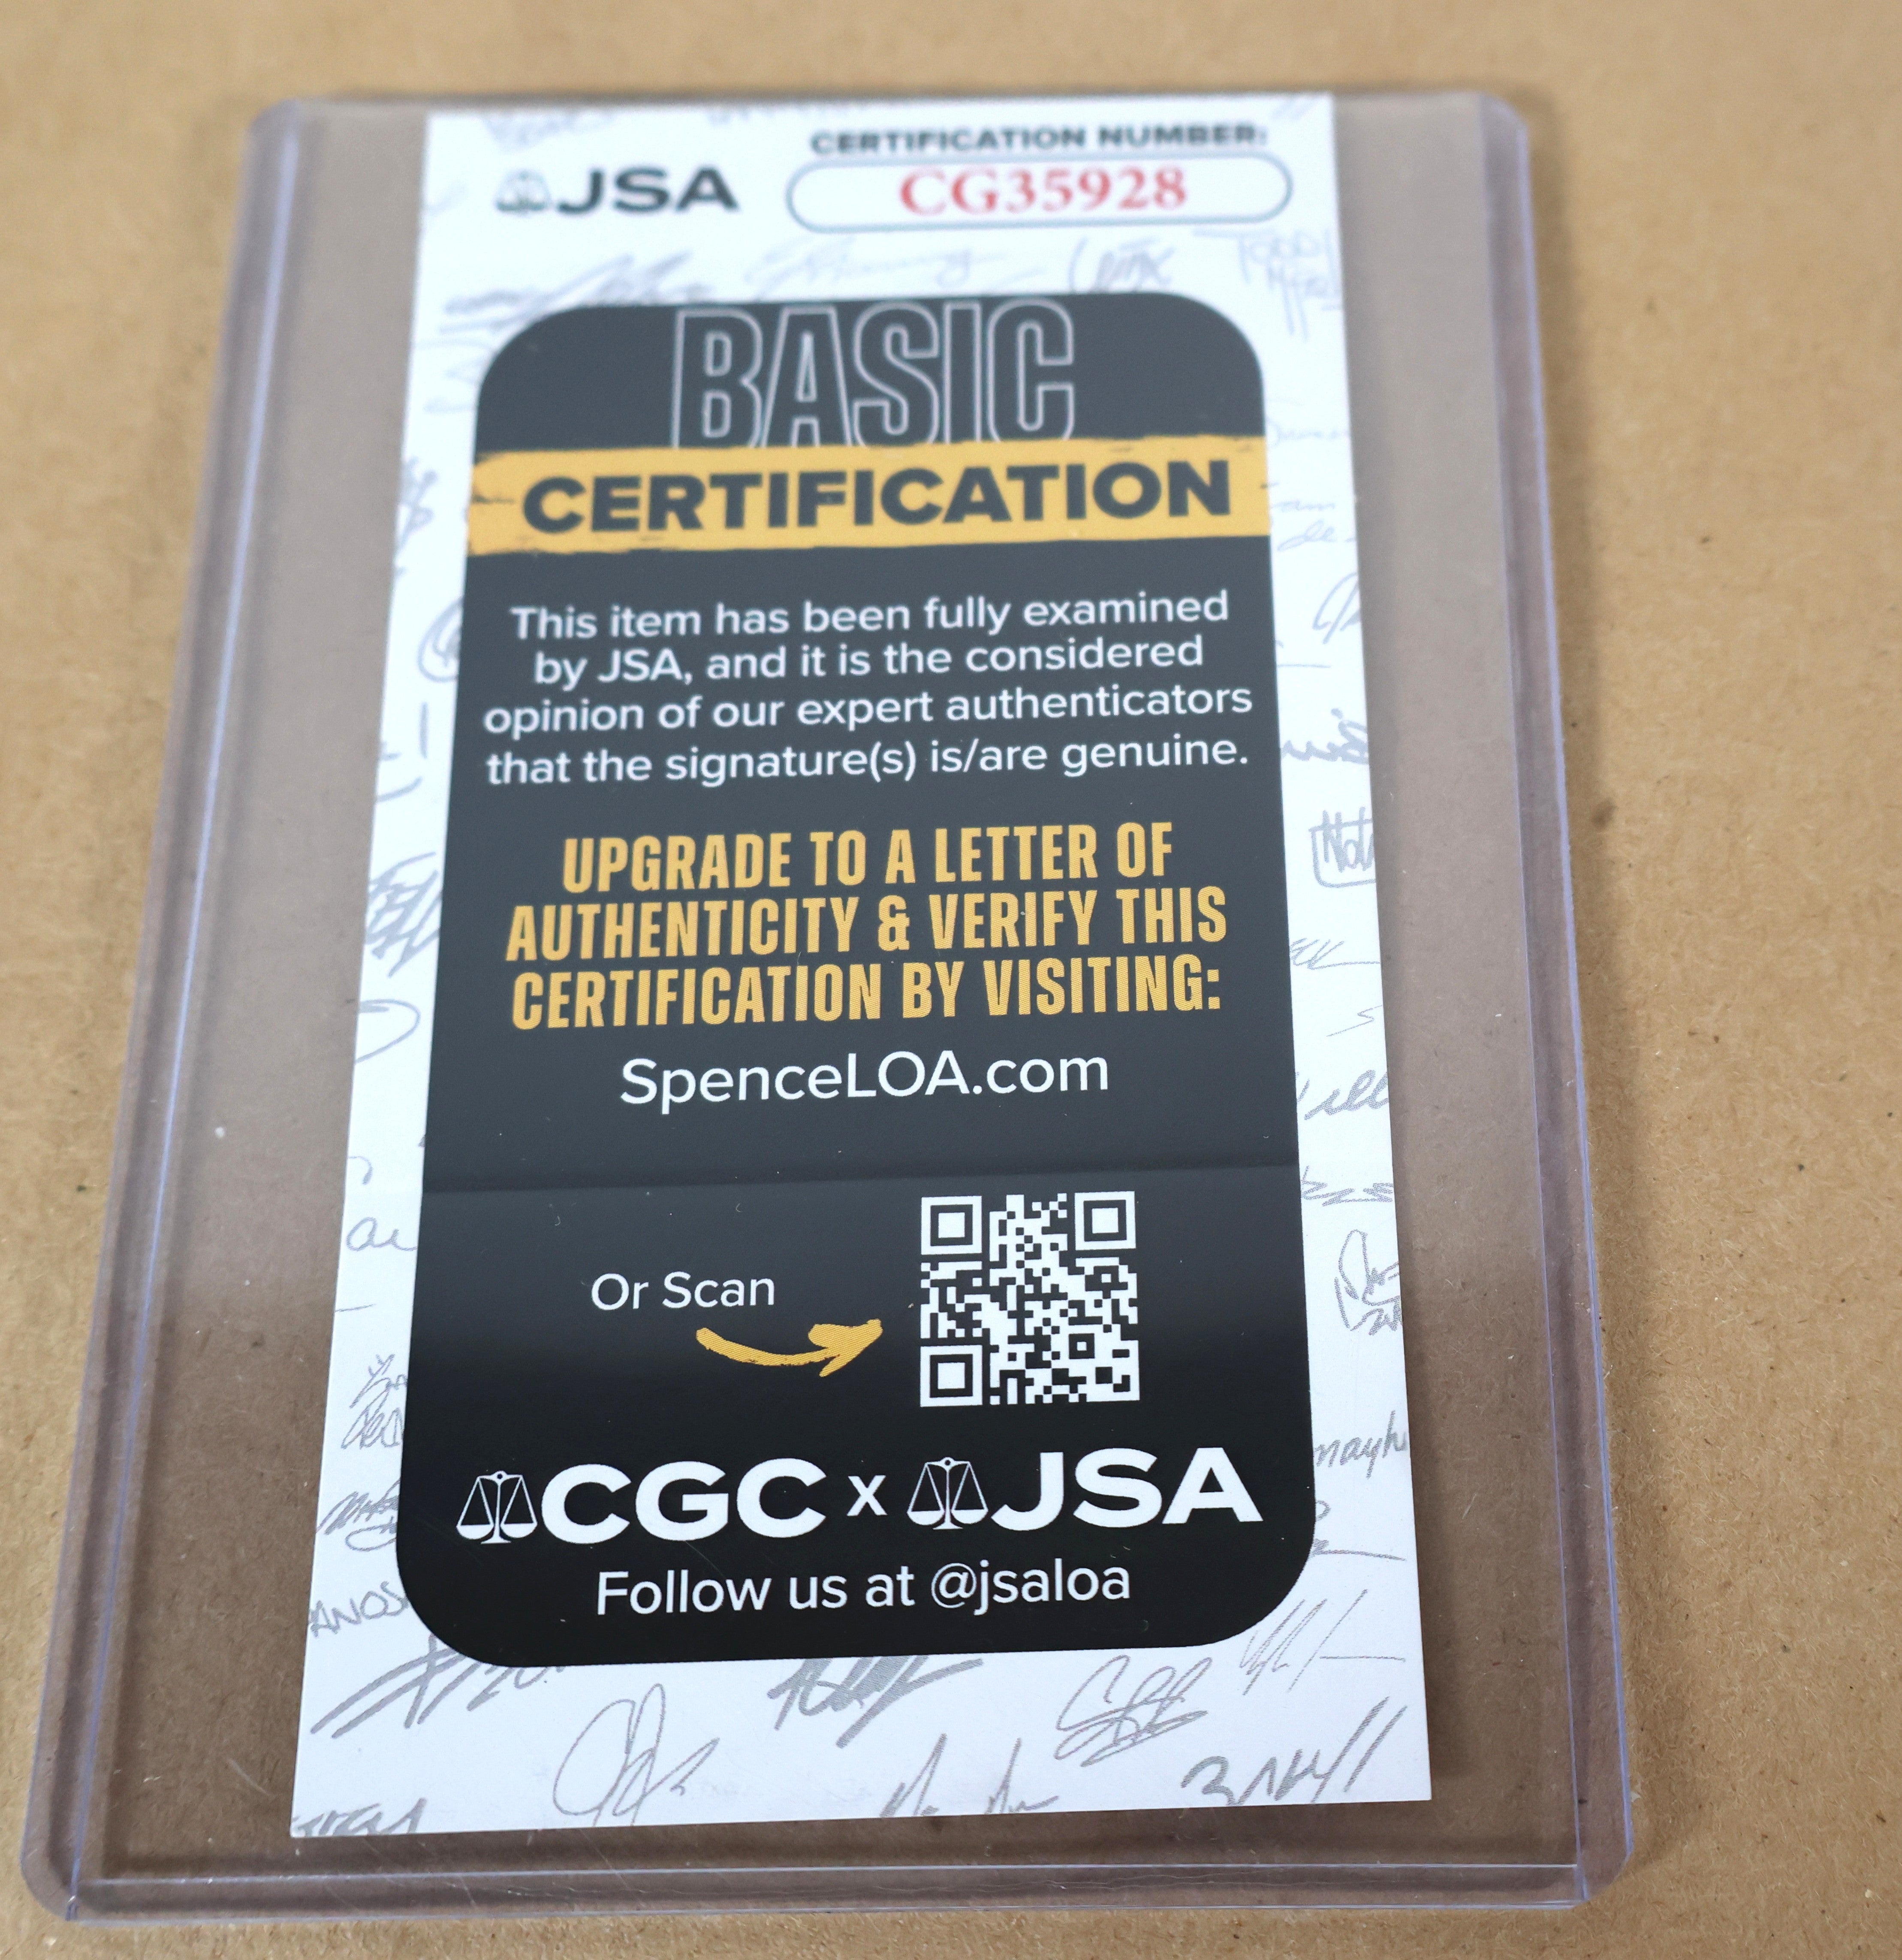 JSA
CERTIFICATION NUMBER:
CG35928
BASIC
CERTIFICATION
This item has been fully examined
by JSA, and it is the considered
opinion of our expert authenticators
that the signature(s) is/are genuine.
UPGRADE TO A LETTER OF
AUTHENTICITY & VERIFY THIS
CERTIFICATION BY VISITING:
SpenceLOA.com
Or Scan
CGC x JSA
Follow us at @jsaloa